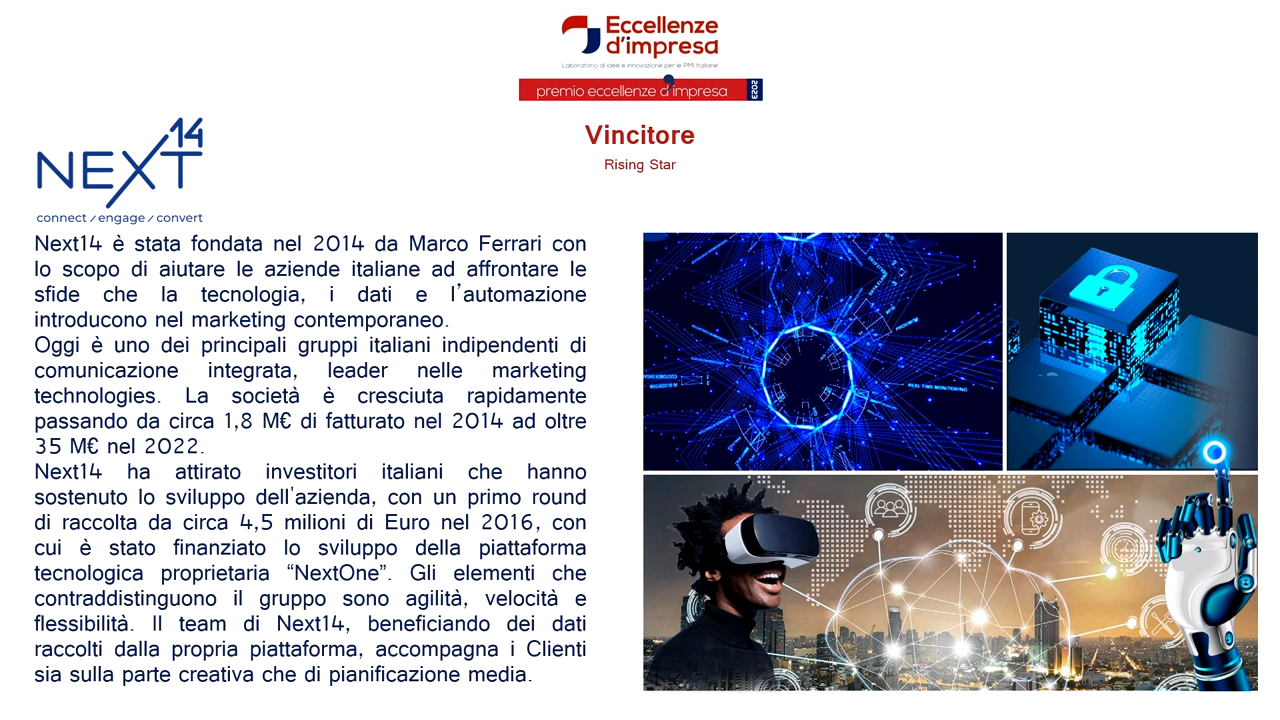 Eccellenze
d'impresa
Laboratorio di idee e innovazione per le PMI Italiane
premio eccellenze d'impresa 2023
Vincitore
Rising Star
NEXT14
connect / engage / convert
Next14 è stata fondata nel 2014 da Marco Ferrari con
lo scopo di aiutare le aziende italiane ad affrontare le
sfide che la tecnologia, i dati e l'automazione
introducono nel marketing contemporaneo.
Oggi è uno dei principali gruppi italiani indipendenti di
comunicazione integrata, leader nelle marketing
technologies. La società è cresciuta rapidamente
passando da circa 1,8 M€ di fatturato nel 2014 ad oltre
35 M€ nel 2022.
Next14 ha attirato investitori italiani che hanno
sostenuto lo sviluppo dell'azienda, con un primo round
di raccolta da circa 4,5 milioni di Euro nel 2016, con
cui è stato finanziato lo sviluppo della piattaforma
tecnologica proprietaria “NextOne”. Gli elementi che
contraddistinguono il gruppo sono agilità, velocità e
flessibilità. Il team di Next14, beneficiando dei dati
raccolti dalla propria piattaforma, accompagna i Clienti
sia sulla parte creativa che di pianificazione media.